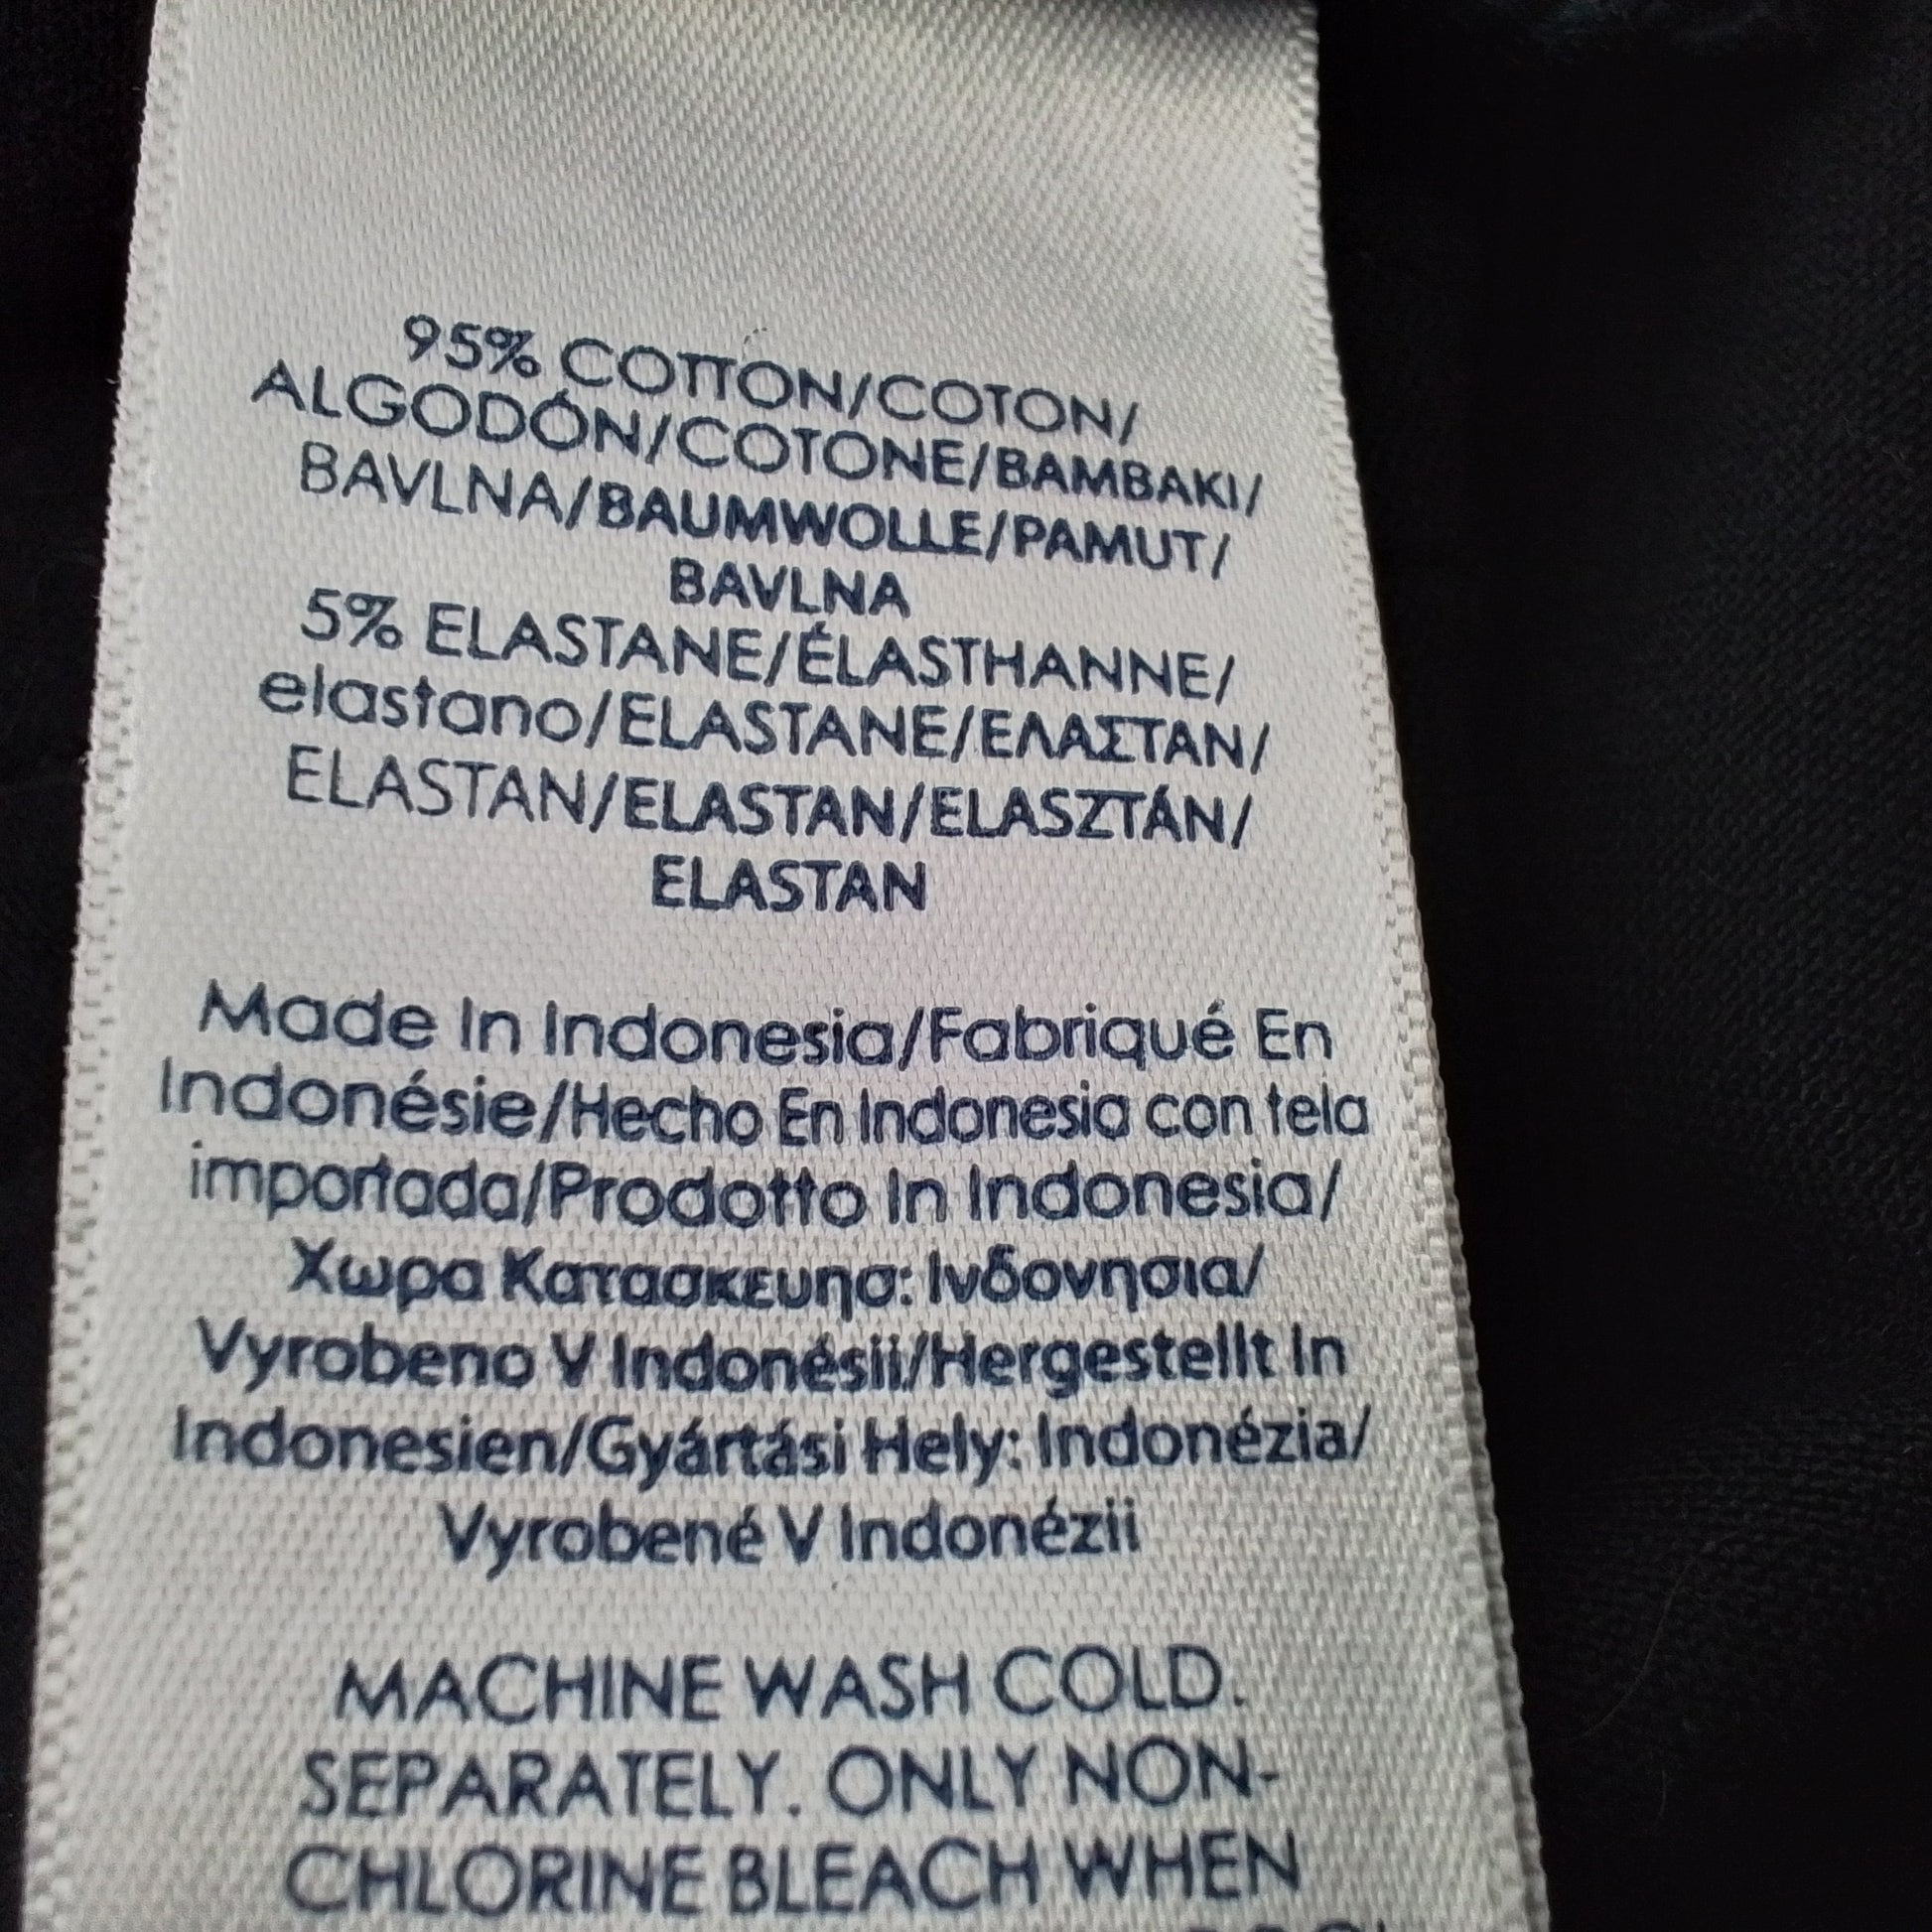 95% COTTON/COTON/
ALGODÓN/COTONE/BAMBAKI/
BAVLNA/BAUMWOLLE/PAMUT/
BAVLNA
5% ELASTANE/ÉLASTHANNE/
elastano/ELASTANE/ΕΛΑΣΤΑΝ/
ELASTAN/ELASTAN/ELASZTÁN/
ELASTAN
Made In Indonesia/Fabriqué En
Indonésie/Hecho En Indonesia con tela
importada/Prodotto In Indonesia/
Χωρα Κατασκευησ: Ινδονησια/
Vyrobeno V Indonésii/Hergestellt In
Indonesien/Gyártási Hely: Indonézia/
Vyrobené V Indonézii
MACHINE WASH COLD.
SEPARATELY. ONLY NON-
CHLORINE BLEACH WHEN